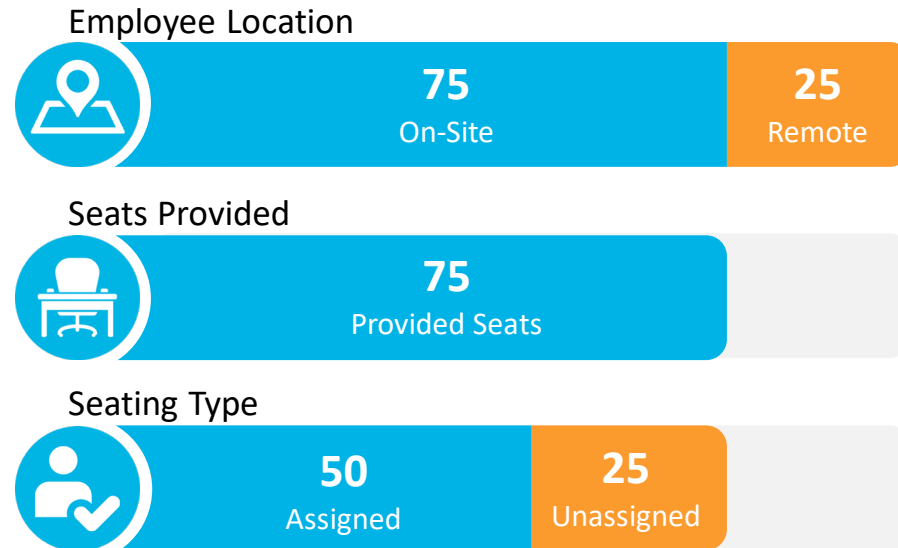 Employee Location
75
On-Site
25
Remote
Seats Provided
75
Provided Seats
Seating Type
50
Assigned
25
Unassigned